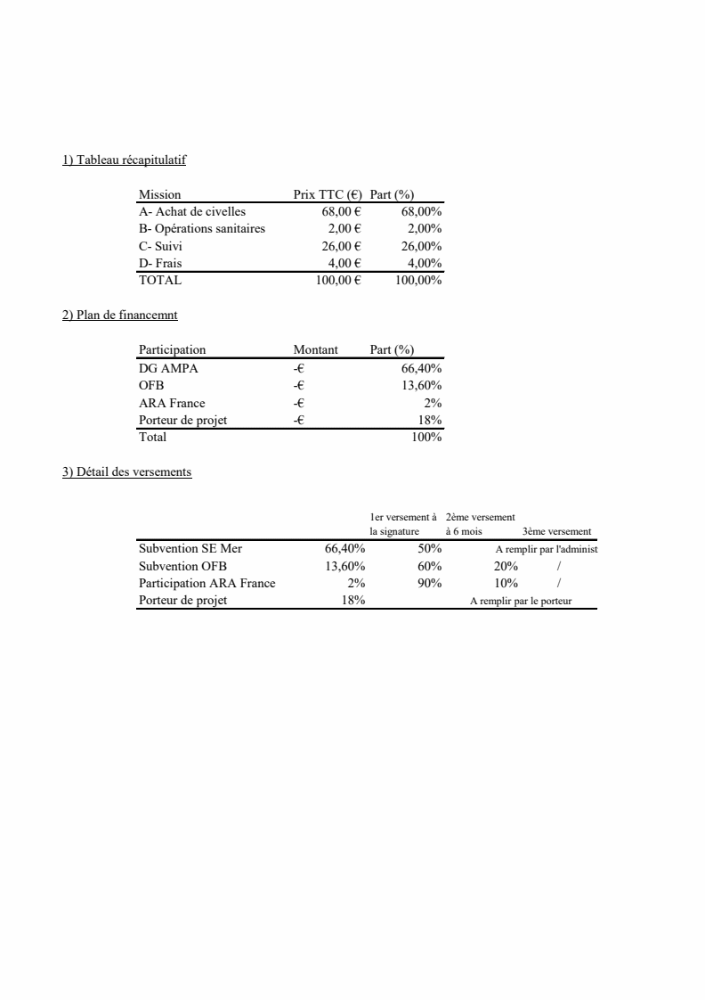 1) Tableau récapitulatif
Mission Prix TTC (€) Part (%)
A- Achat de civelles 68,00 € 68,00%
B- Opérations sanitaires 2,00 € 2,00%
C- Suivi 26,00 € 26,00%
D- Frais 4,00 € 4,00%
TOTAL 100,00 € 100,00%
2) Plan de financemnt
Participation Montant Part (%)
DG AMPA -€ 66,40%
OFB -€ 13,60%
ARA France -€ 2%
Porteur de projet -€ 18%
Total 100%
3) Détail des versements
1er versement à 2ème versement
la signature à 6 mois 3ème versement
Subvention SE Mer 66,40% 50% A remplir par l'administ
Subvention OFB 13,60% 60% 20% /
Participation ARA France 2% 90% 10% /
Porteur de projet 18% A remplir par le porteur